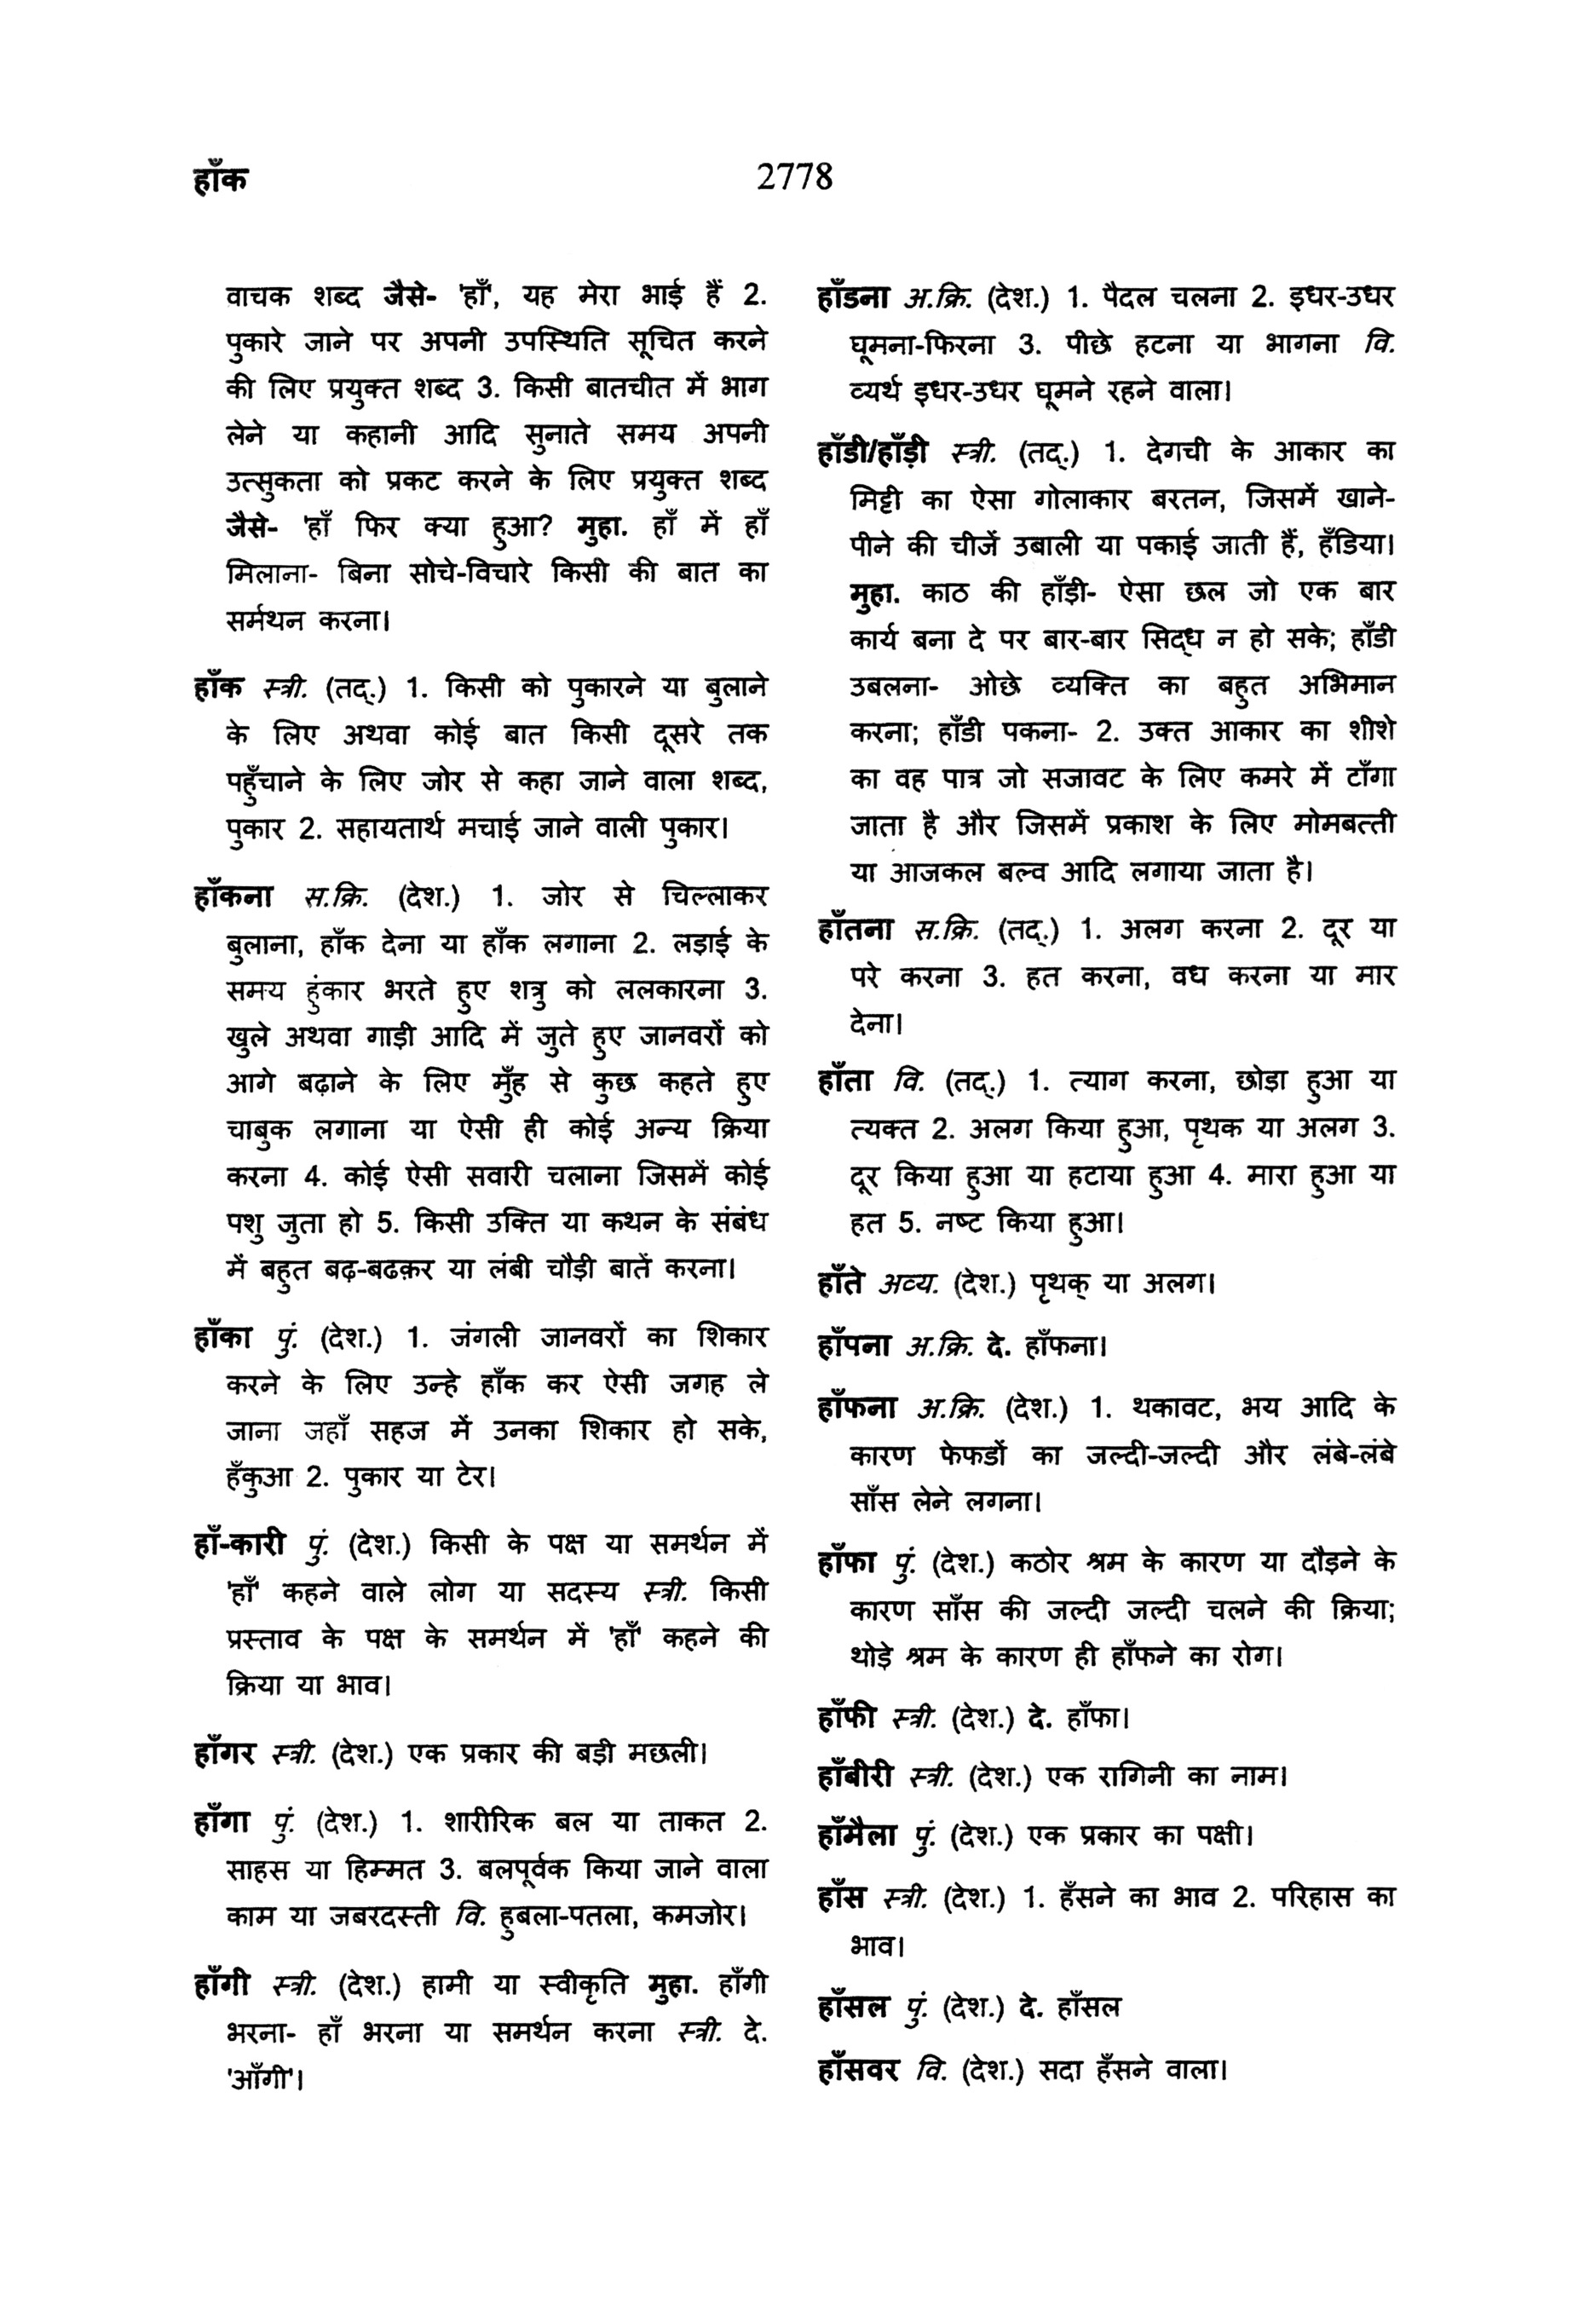 हाँक
2778
वाचक शब्द जैसे- 'हाँ', यह मेरा भाई हैं 2.
पुकारे जाने पर अपनी उपस्थिति सूचित करने
की लिए प्रयुक्त शब्द 3. किसी बातचीत में भाग
लेने या कहानी आदि सुनाते समय अपनी
उत्सुकता को प्रकट करने के लिए प्रयुक्त शब्द
जैसे- 'हाँ फिर क्या हुआ? मुहा. हाँ में हाँ
मिलाना- बिना सोचे-विचारे किसी की बात का
सर्मथन करना।
हाँक स्त्री. (तद्.) 1. किसी को पुकारने या बुलाने
के लिए अथवा कोई बात किसी दूसरे तक
पहुँचाने के लिए जोर से कहा जाने वाला शब्द,
पुकार 2. सहायतार्थ मचाई जाने वाली पुकार।
हाँकना स.क्रि. (देश.) 1. जोर से चिल्लाकर
बुलाना, हाँक देना या हाँक लगाना 2. लड़ाई के
समय हुंकार भरते हुए शत्रु को ललकारना 3.
खुले अथवा गाड़ी आदि में जुते हुए जानवरों को
आगे बढ़ाने के लिए मुँह से कुछ कहते हुए
चाबुक लगाना या ऐसी ही कोई अन्य क्रिया
करना 4. कोई ऐसी सवारी चलाना जिसमें कोई
पशु जुता हो 5. किसी उक्ति या कथन के संबंध
में बहुत बढ़-बढक़र या लंबी चौड़ी बातें करना।
हाँका पुं. (देश.) 1. जंगली जानवरों का शिकार
करने के लिए उन्हे हाँक कर ऐसी जगह ले
जाना जहाँ सहज में उनका शिकार हो सके,
हँकुआ 2. पुकार या टेर।
हाँ-कारी पुं. (देश.) किसी के पक्ष या समर्थन में
'हाँ' कहने वाले लोग या सदस्य स्त्री. किसी
प्रस्ताव के पक्ष के समर्थन में 'हाँ' कहने की
क्रिया या भाव।
हाँगर स्त्री. (देश.) एक प्रकार की बड़ी मछली।
हाँगा पुं. (देश.) 1. शारीरिक बल या ताकत 2.
साहस या हिम्मत 3. बलपूर्वक किया जाने वाला
काम या जबरदस्ती वि. हुबला-पतला, कमजोर।
हाँगी स्त्री. (देश.) हामी या स्वीकृति मुहा. हाँगी
भरना- हाँ भरना या समर्थन करना स्त्री. दे.
'आँगी'।
हाँडना अ.क्रि. (देश.) 1. पैदल चलना 2. इधर-उधर
घूमना-फिरना 3. पीछे हटना या भागना वि.
व्यर्थ इधर-उधर घूमने रहने वाला।
हाँडी/हाँड़ी स्त्री. (तद्.) 1. देगची के आकार का
मिट्टी का ऐसा गोलाकार बरतन, जिसमें खाने-
पीने की चीजें उबाली या पकाई जाती हैं, हँडिया।
मुहा. काठ की हाँड़ी- ऐसा छल जो एक बार
कार्य बना दे पर बार-बार सिद्ध न हो सके; हाँडी
उबलना- ओछे व्यक्ति का बहुत अभिमान
करना; हाँडी पकना- 2. उक्त आकार का शीशे
का वह पात्र जो सजावट के लिए कमरे में टाँगा
जाता है और जिसमें प्रकाश के लिए मोमबत्ती
या आजकल बल्व आदि लगाया जाता है।
हाँतना स.क्रि. (तद्.) 1. अलग करना 2. दूर या
परे करना 3. हत करना, वध करना या मार
देना।
हाँता वि. (तद्.) 1. त्याग करना, छोड़ा हुआ या
त्यक्त 2. अलग किया हुआ, पृथक या अलग 3.
दूर किया हुआ या हटाया हुआ 4. मारा हुआ या
हत 5. नष्ट किया हुआ।
हाँते अव्य. (देश.) पृथक् या अलग।
हाँपना अ.क्रि. दे. हाँफना।
हाँफना अ.क्रि. (देश.) 1. थकावट, भय आदि के
कारण फेफडों का जल्दी-जल्दी और लंबे-लंबे
साँस लेने लगना।
हाँफा पुं. (देश.) कठोर श्रम के कारण या दौड़ने के
कारण साँस की जल्दी जल्दी चलने की क्रिया;
थोड़े श्रम के कारण ही हाँफने का रोग।
हाँफी स्त्री. (देश.) दे. हाँफा।
हाँबीरी स्त्री. (देश.) एक रागिनी का नाम।
हाँमैला पुं. (देश.) एक प्रकार का पक्षी।
हाँस स्त्री. (देश.) 1. हँसने का भाव 2. परिहास का
भाव।
हाँसल पुं. (देश.) दे. हाँसल
हाँसवर वि. (देश.) सदा हँसने वाला।